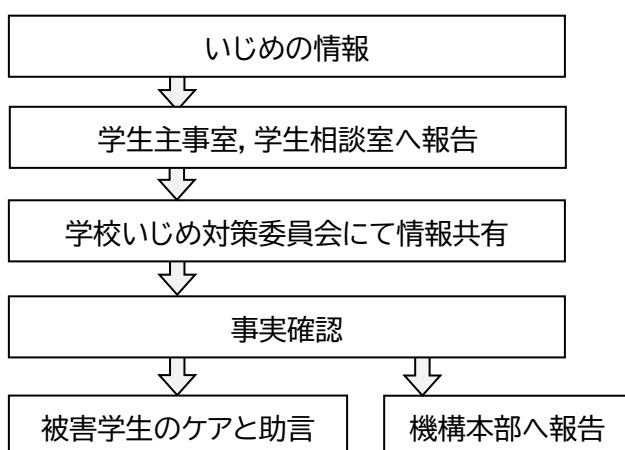 いじめの情報
学生主事室, 学生相談室へ報告
学校いじめ対策委員会にて情報共有
事実確認
被害学生のケアと助言
機構本部へ報告